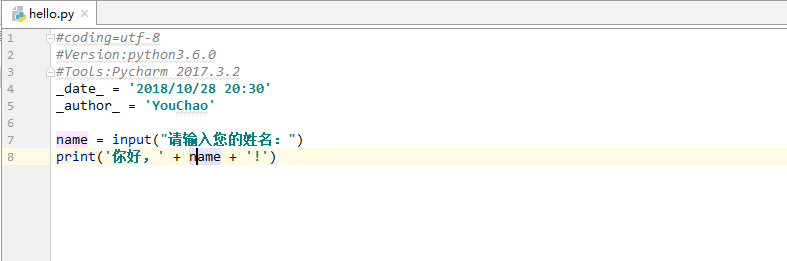 hello.py
1 #coding=utf-8
2 #Version:python3.6.0
3 #Tools:Pycharm 2017.3.2
4 _date_ = '2018/10/28 20:30'
5 _author_ = 'YouChao'
6
7 name = input("请输入您的姓名：")
8 print('你好，' + name + '!')